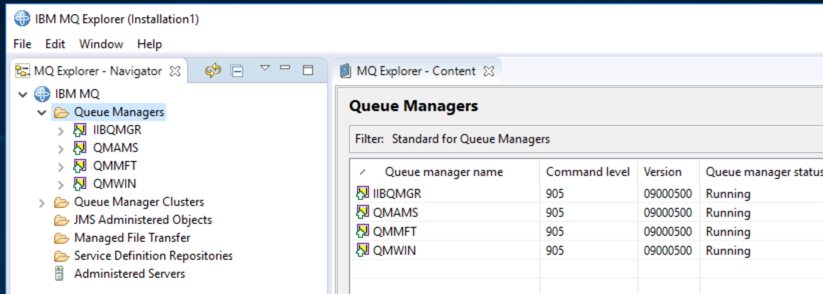 IBM MQ Explorer (Installation1)
File Edit Window Help
MQ Explorer - Navigator
IBM MQ
Queue Managers
IIBQMGR
QMAMS
QMMFT
QMWIN
Queue Manager Clusters
JMS Administered Objects
Managed File Transfer
Service Definition Repositories
Administered Servers
MQ Explorer - Content
Queue Managers
Filter: Standard for Queue Managers
Queue manager name Command level Version Queue manager status
IIBQMGR 905 09000500 Running
QMAMS 905 09000500 Running
QMMFT 905 09000500 Running
QMWIN 905 09000500 Running